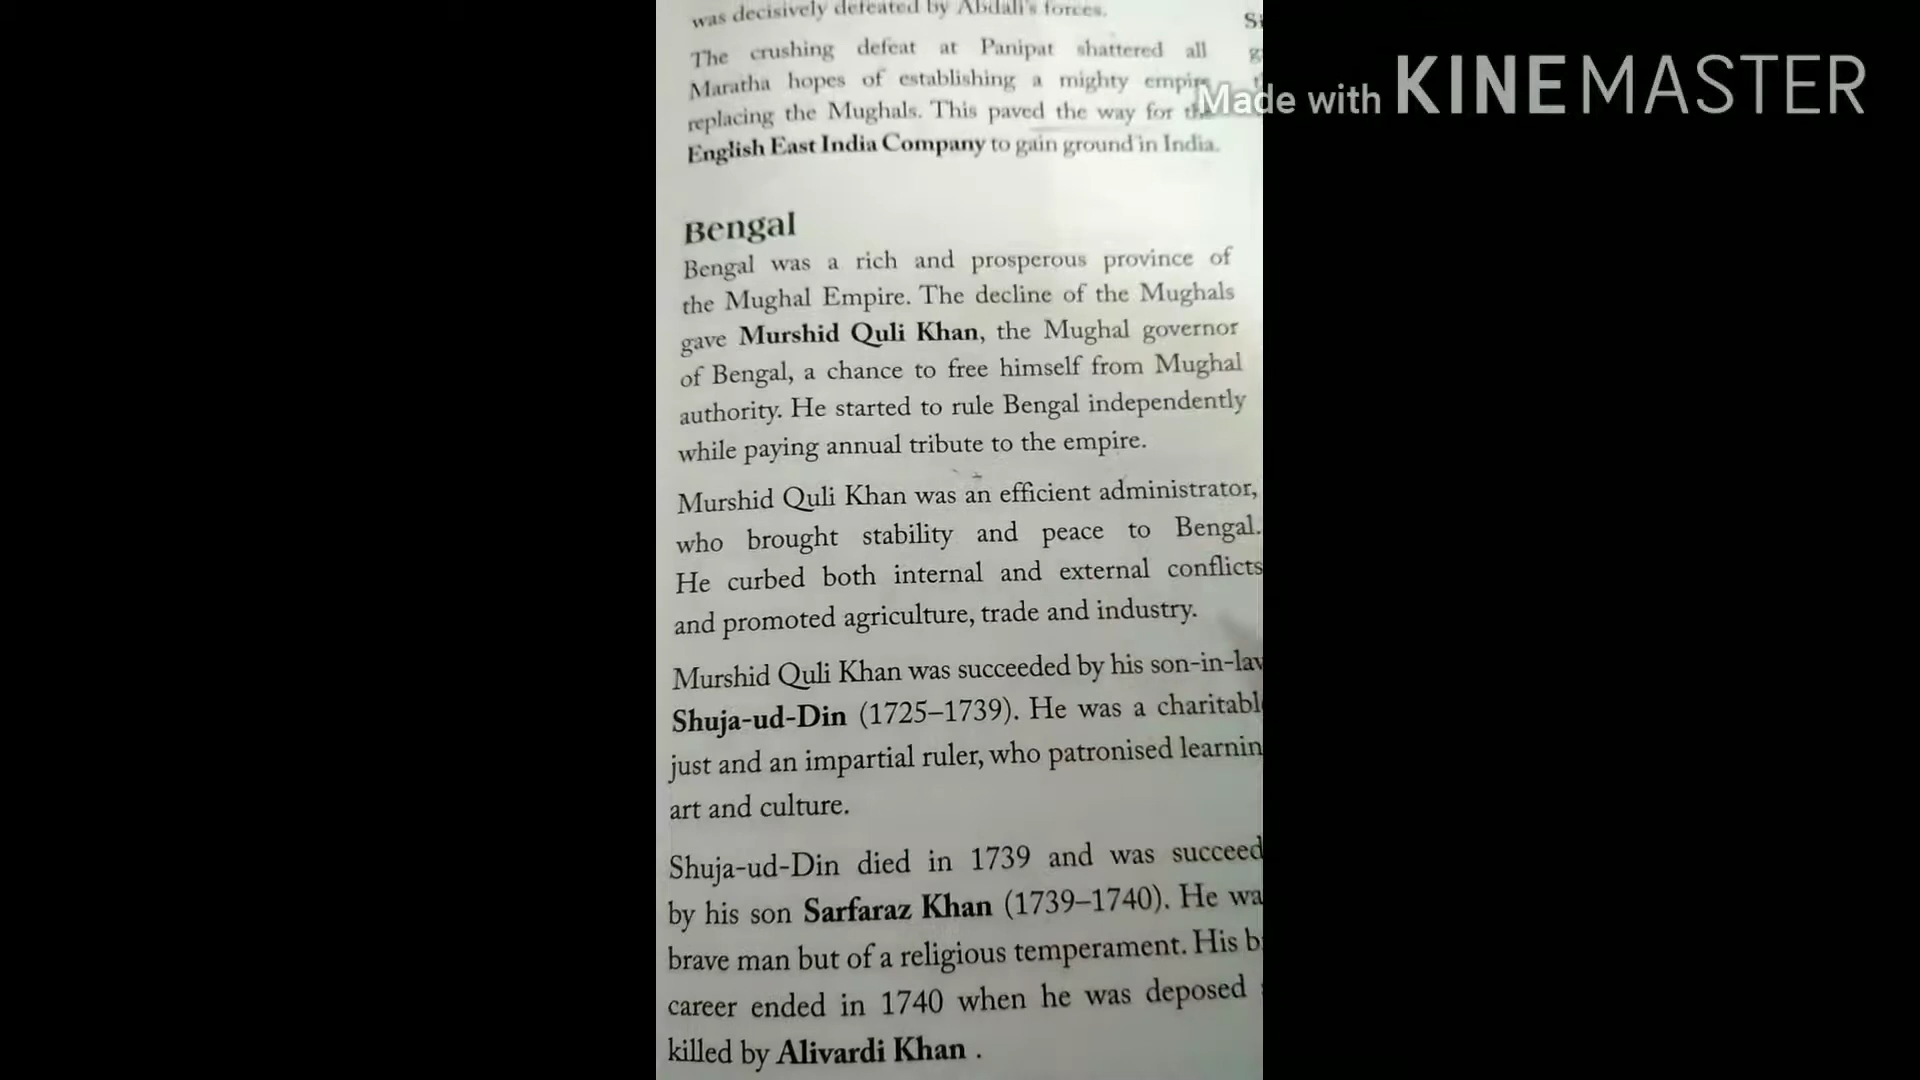 was decisively defeated by Abdali's forces.
The crushing defeat at Panipat shattered all
Maratha hopes of establishing a mighty empire
replacing the Mughals. This paved the way for the
English East India Company to gain ground in India.
Made with KINEMASTER
Bengal
Bengal was a rich and prosperous province of
the Mughal Empire. The decline of the Mughals
gave Murshid Quli Khan, the Mughal governor
of Bengal, a chance to free himself from Mughal
authority. He started to rule Bengal independently
while paying annual tribute to the empire.
Murshid Quli Khan was an efficient administrator,
who brought stability and peace to Bengal.
He curbed both internal and external conflicts
and promoted agriculture, trade and industry.
Murshid Quli Khan was succeeded by his son-in-law
Shuja-ud-Din (1725–1739). He was a charitabl
just and an impartial ruler, who patronised learnin
art and culture.
Shuja-ud-Din died in 1739 and was succeed
by his son Sarfaraz Khan (1739–1740). He wa
brave man but of a religious temperament. His b
career ended in 1740 when he was deposed
killed by Alivardi Khan .